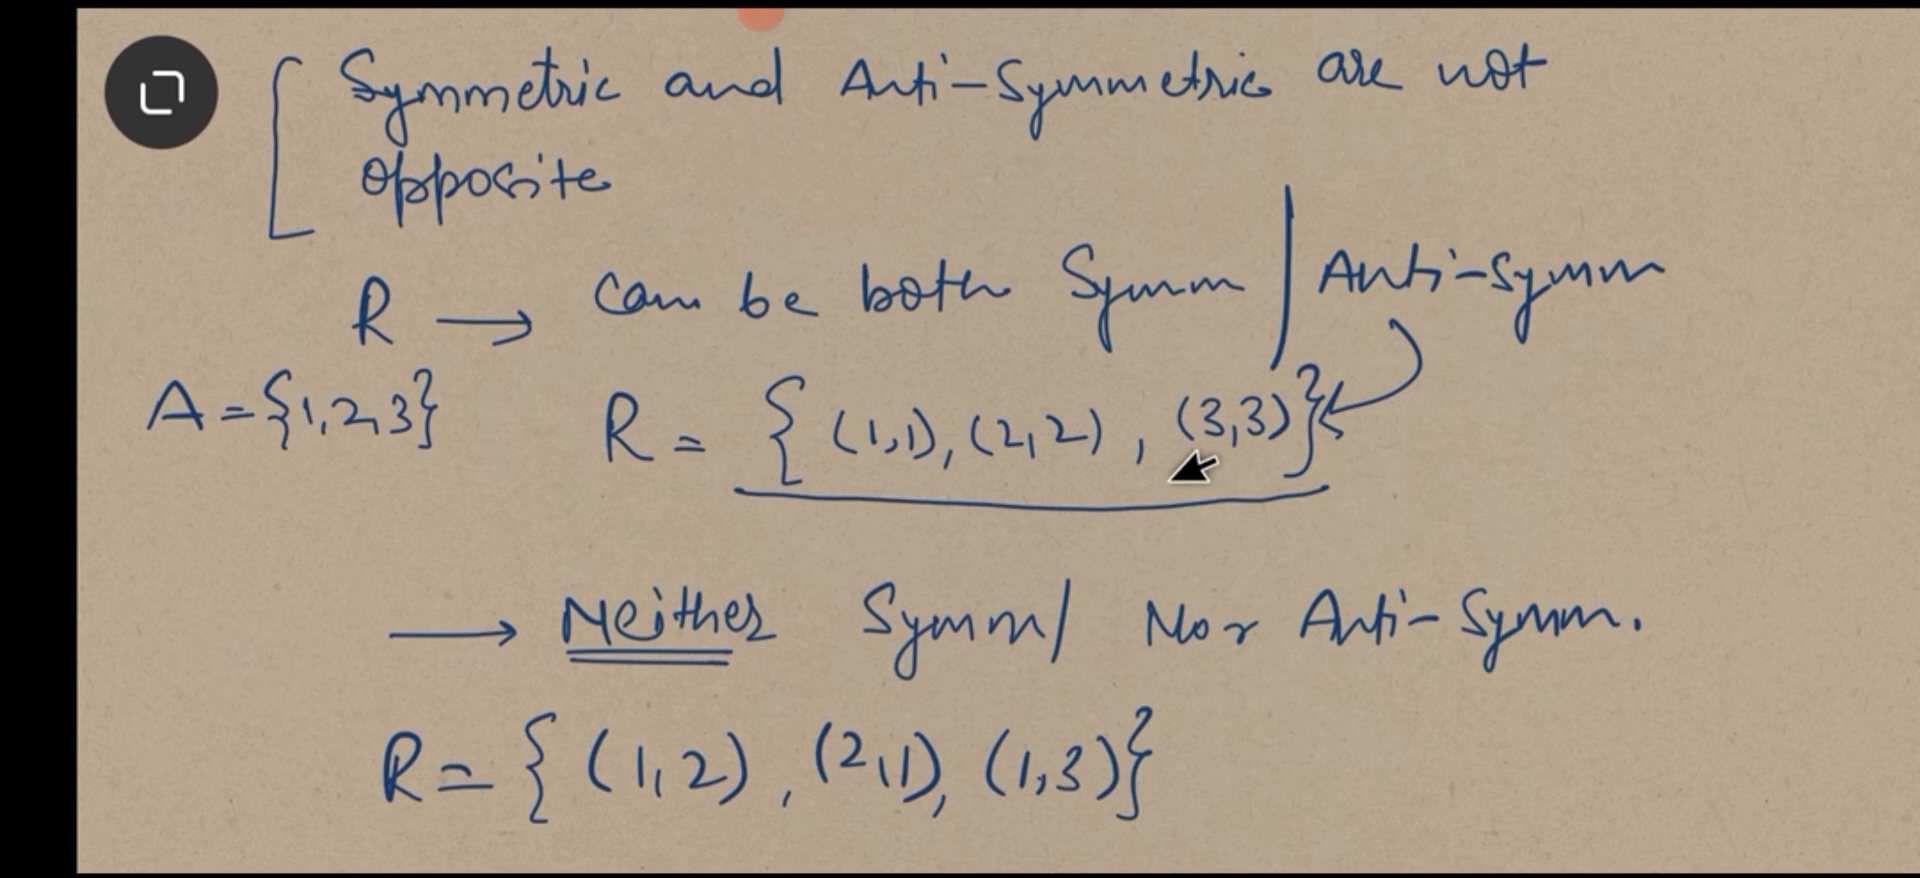 Symmetric and Anti-Symmetric are not
opposite
R → can be both Symm | Anti-Symm
A = {1,2,3} R = { (1,1), (2,2) , (3,3)}
→ Neither Symm/ Nor Anti-Symm.
R = { (1,2) , (2,1), (1,3)}